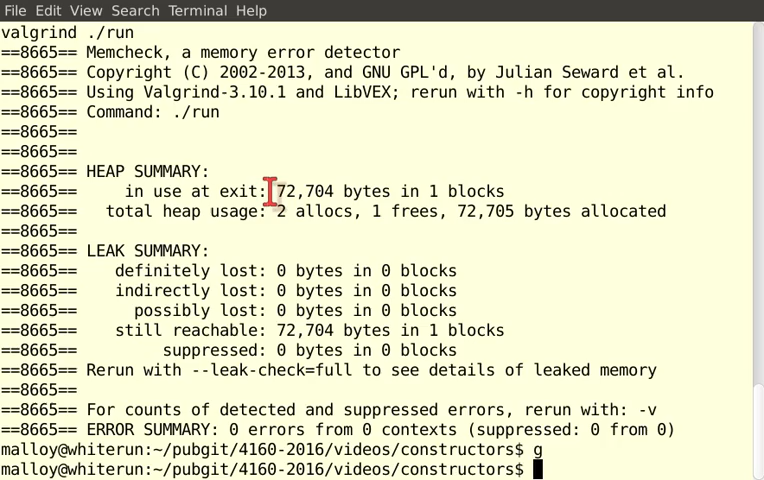 File Edit View Search Terminal Help
valgrind ./run
==8665== Memcheck, a memory error detector
==8665== Copyright (C) 2002-2013, and GNU GPL'd, by Julian Seward et al.
==8665== Using Valgrind-3.10.1 and LibVEX; rerun with -h for copyright info
==8665== Command: ./run
==8665==
==8665==
==8665== HEAP SUMMARY:
==8665==     in use at exit: 72,704 bytes in 1 blocks
==8665==   total heap usage: 2 allocs, 1 frees, 72,705 bytes allocated
==8665==
==8665== LEAK SUMMARY:
==8665==    definitely lost: 0 bytes in 0 blocks
==8665==    indirectly lost: 0 bytes in 0 blocks
==8665==      possibly lost: 0 bytes in 0 blocks
==8665==    still reachable: 72,704 bytes in 1 blocks
==8665==         suppressed: 0 bytes in 0 blocks
==8665== Rerun with --leak-check=full to see details of leaked memory
==8665==
==8665== For counts of detected and suppressed errors, rerun with: -v
==8665== ERROR SUMMARY: 0 errors from 0 contexts (suppressed: 0 from 0)
malloy@whiterun:~/pubgit/4160-2016/videos/constructors$ g
malloy@whiterun:~/pubgit/4160-2016/videos/constructors$